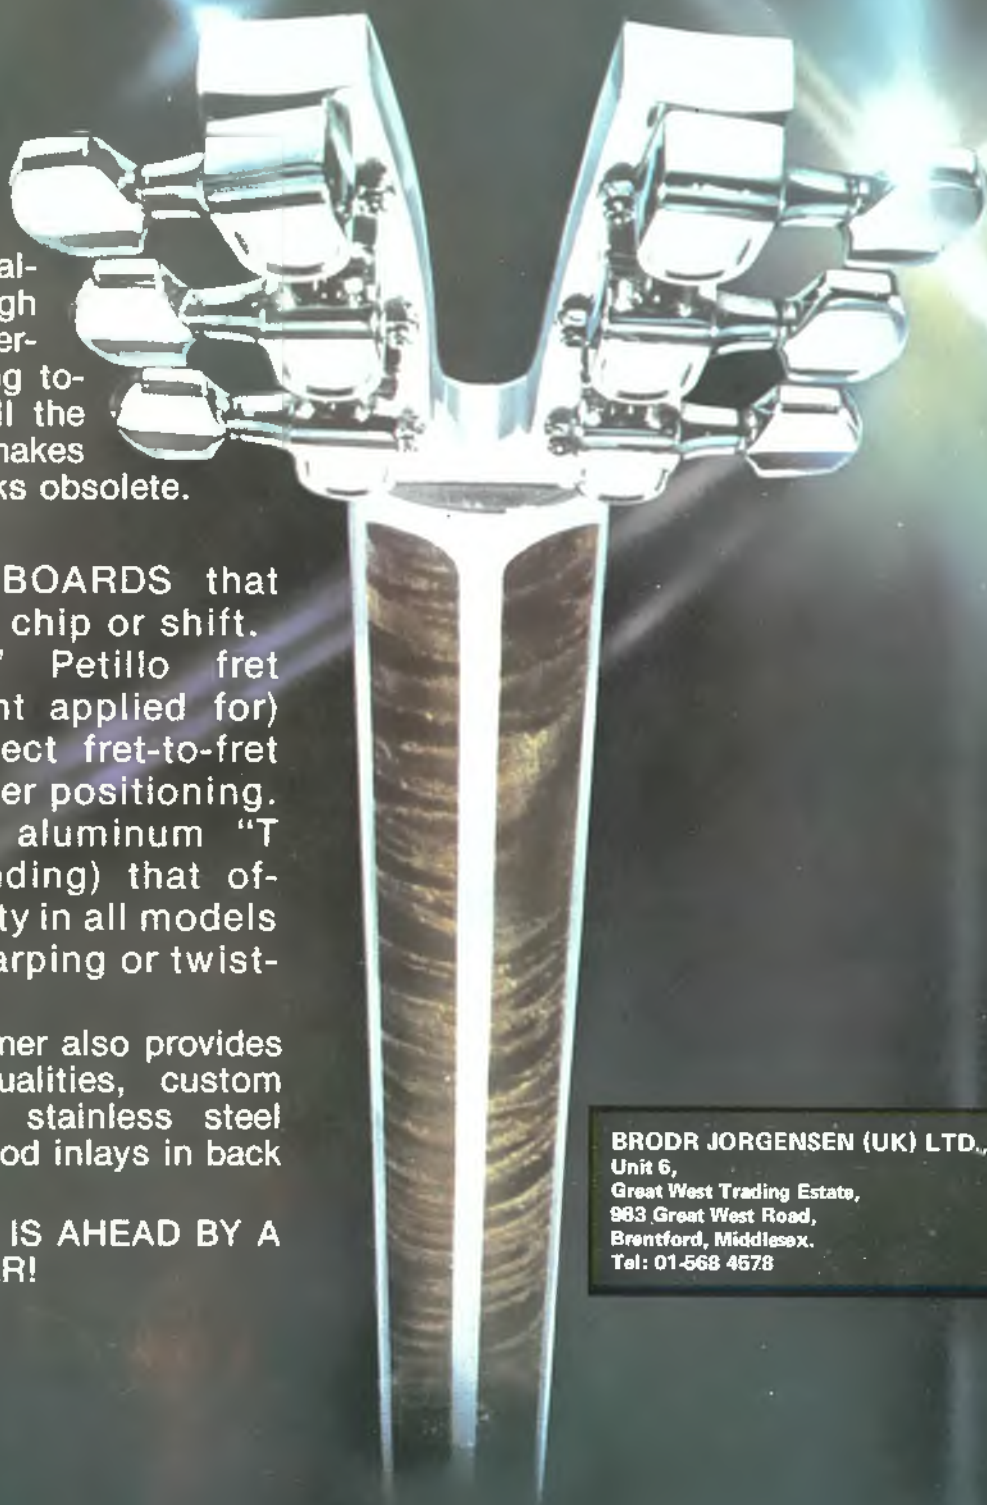 al-
gh
er-
ng to-
il the
makes
ks obsolete.
BOARDS that
chip or shift.
" Petillo fret
nt applied for)
ect fret-to-fret
er positioning.
aluminum "T
ding) that of-
ty in all models
arping or twist-
ner also provides
ualities, custom
stainless steel
od inlays in back
IS AHEAD BY A
R!
BRODR JORGENSEN (UK) LTD.,
Unit 6,
Great West Trading Estate,
983 Great West Road,
Brentford, Middlesex.
Tel: 01-568 4578